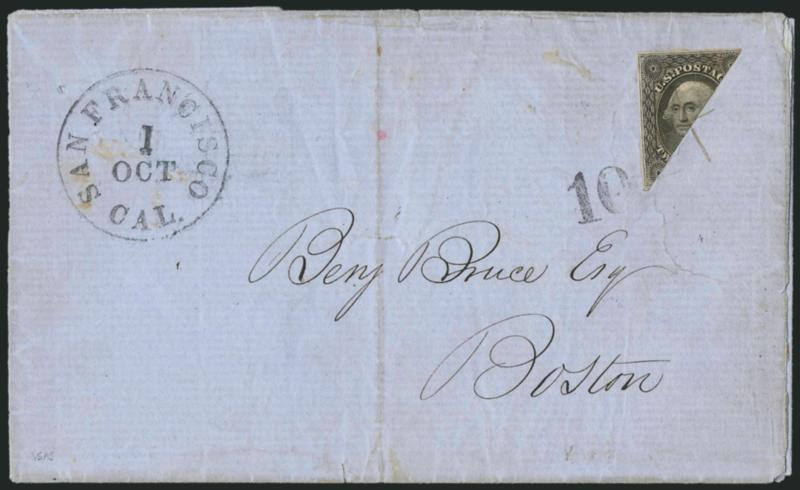 SAN FRANCISCO
1
OCT
CAL.
U.S. POSTAG
10
Benj Bruce Esq
Boston